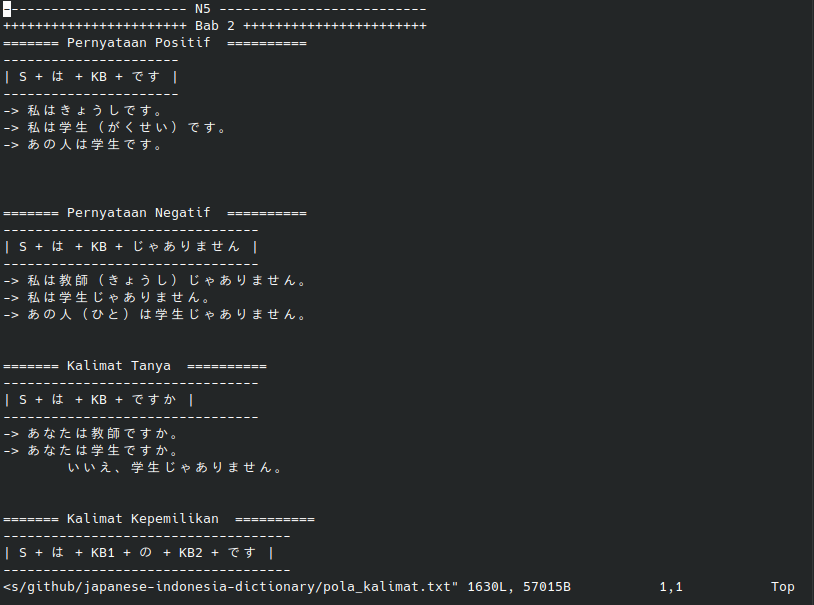 ----------------------- N5 --------------------------
+++++++++++++++++++++++ Bab 2 +++++++++++++++++++++++
======= Pernyataan Positif  ==========
----------------------
| S + は + KB + です |
----------------------
-> 私はきょうしです。
-> 私は学生（がくせい）です。
-> あの人は学生です。
======= Pernyataan Negatif  ==========
--------------------------------
| S + は + KB + じゃありません |
--------------------------------
-> 私は教師（きょうし）じゃありません。
-> 私は学生じゃありません。
-> あの人（ひと）は学生じゃありません。
======= Kalimat Tanya  ==========
--------------------------------
| S + は + KB + ですか |
--------------------------------
-> あなたは教師ですか。
-> あなたは学生ですか。
        いいえ、学生じゃありません。
======= Kalimat Kepemilikan  ==========
------------------------------------
| S + は + KB1 + の + KB2 + です |
------------------------------------
<s/github/japanese-indonesia-dictionary/pola_kalimat.txt" 1630L, 57015B           1,1           Top